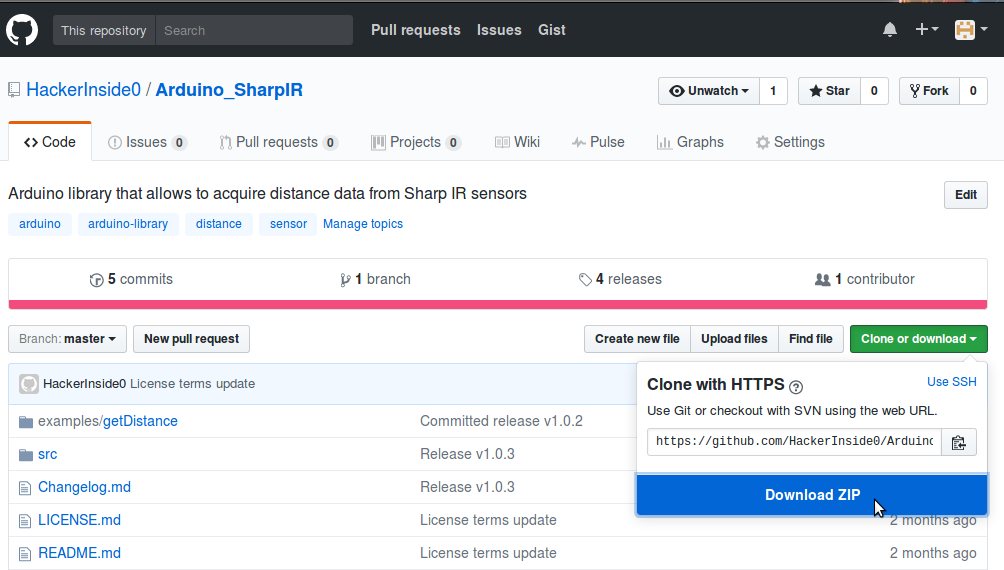 This repository Search Pull requests Issues Gist
HackerInside0 / Arduino_SharpIR Unwatch 1 Star 0 Fork 0
Code Issues 0 Pull requests 0 Projects 0 Wiki Pulse Graphs Settings
Arduino library that allows to acquire distance data from Sharp IR sensors Edit
arduino arduino-library distance sensor Manage topics
5 commits 1 branch 4 releases 1 contributor
Branch: master New pull request Create new file Upload files Find file Clone or download
HackerInside0 License terms update
examples/getDistance Committed release v1.0.2
src Release v1.0.3
Changelog.md Release v1.0.3
LICENSE.md License terms update 2 months ago
README.md License terms update 2 months ago
Clone with HTTPS ? Use SSH
Use Git or checkout with SVN using the web URL.
https://github.com/HackerInside0/Arduino
Download ZIP